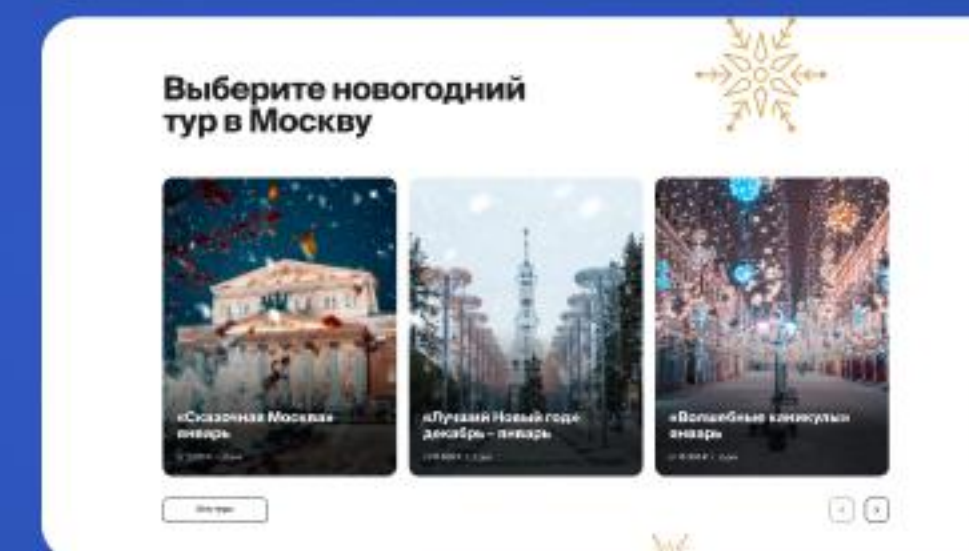 Выберите новогодний
тур в Москву
«Сказочная Москва»
январь
«Лучший Новый год»
декабрь – январь
«Волшебные каникулы»
январь